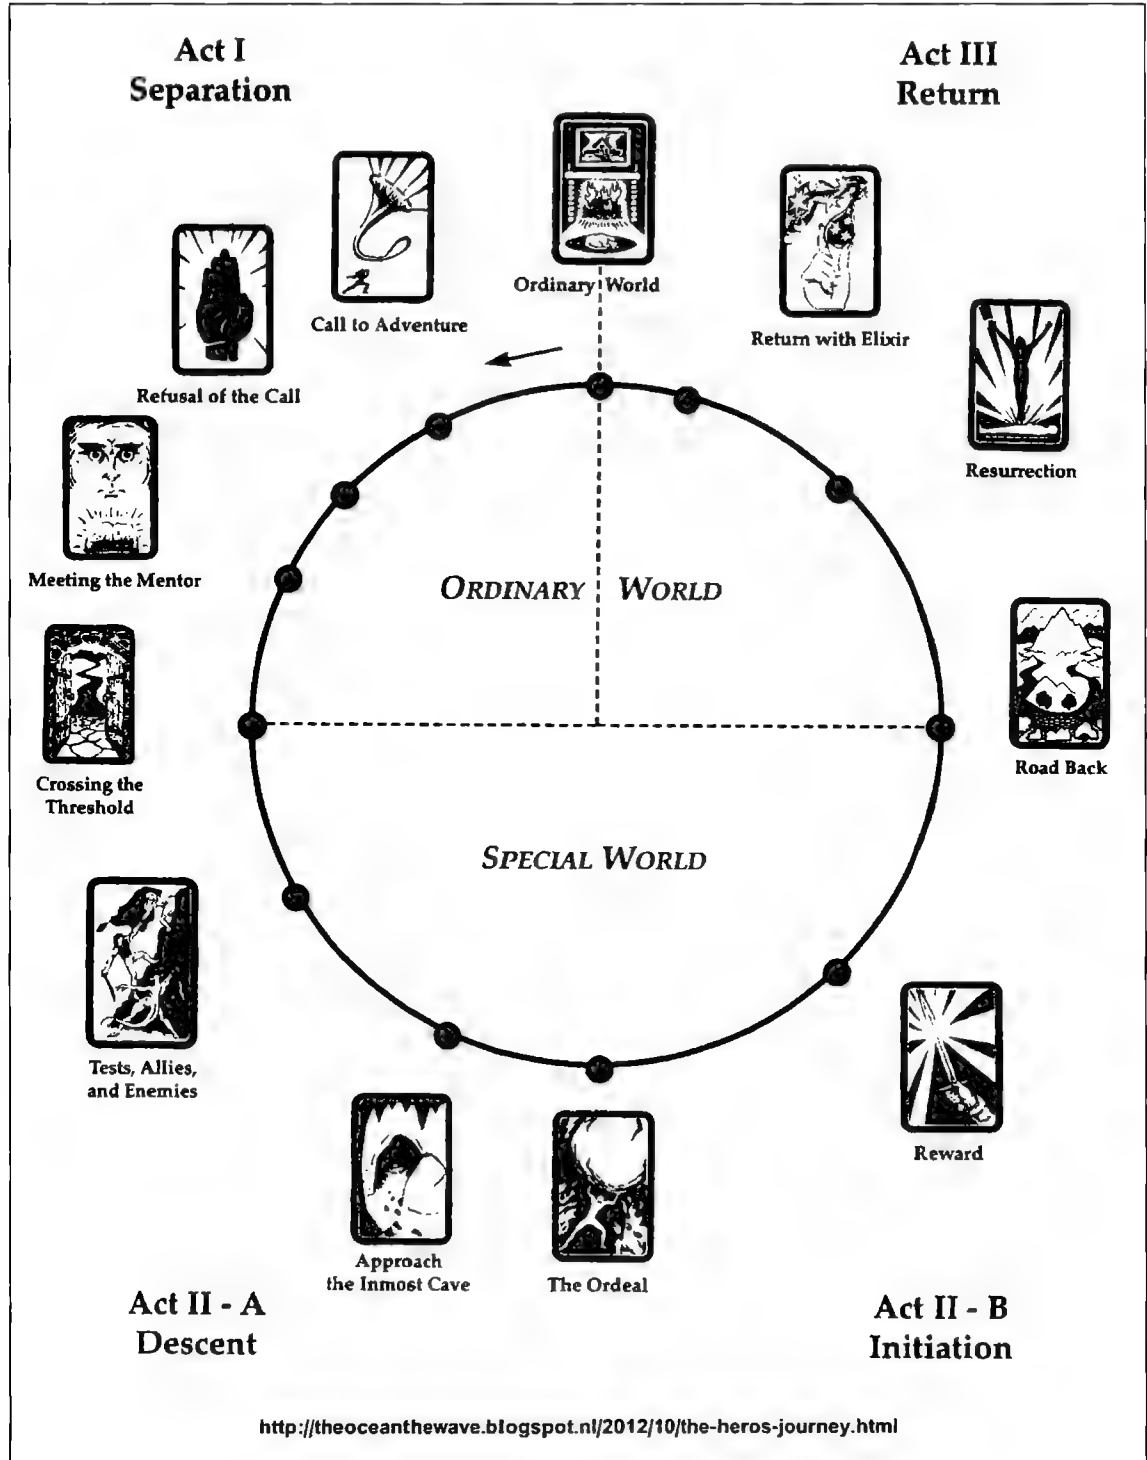 Act I
Separation
Act III
Return
Ordinary World
Call to Adventure
Refusal of the Call
Meeting the Mentor
Crossing the
Threshold
Tests, Allies,
and Enemies
Approach
the Inmost Cave
The Ordeal
Reward
Road Back
Resurrection
Return with Elixir
ORDINARY WORLD
SPECIAL WORLD
Act II - A
Descent
Act II - B
Initiation
http://theoceanthewave.blogspot.nl/2012/10/the-heros-journey.html